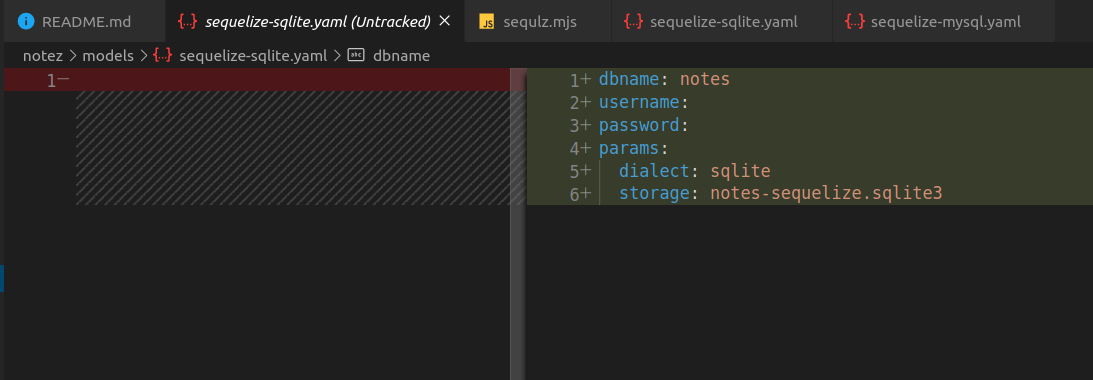 README.md {..} sequelize-sqlite.yaml (Untracked) × JS sequlz.mjs {..} sequelize-sqlite.yaml {..} sequelize-mysql.yaml
notez > models > {..} sequelize-sqlite.yaml > abc dbname
1−
1+ dbname: notes
2+ username:
3+ password:
4+ params:
5+ dialect: sqlite
6+ storage: notes-sequelize.sqlite3